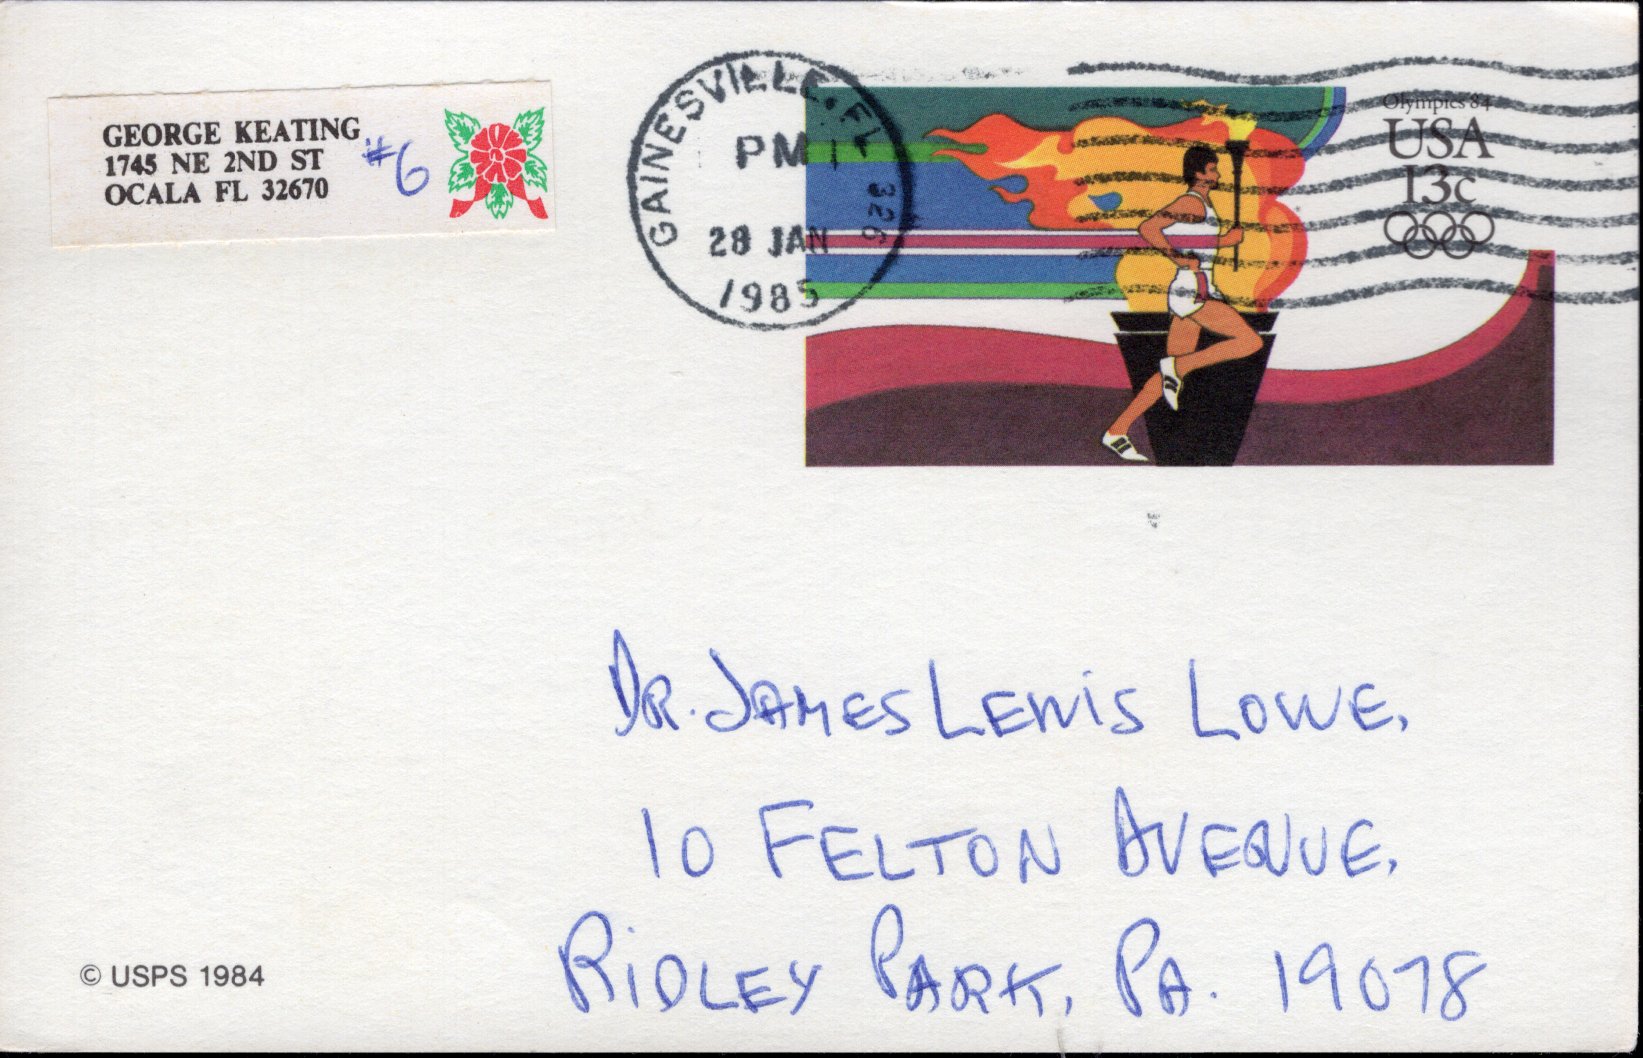 GEORGE KEATING
1745 NE 2ND ST #6
OCALA FL 32670
GAINESVILLE, FL 326
PM
28 JAN
1985
Olympics 84
USA
13c
DR. JAMES LEWIS LOWE,
10 FELTON AVENUE,
RIDLEY PARK, PA. 19078
© USPS 1984